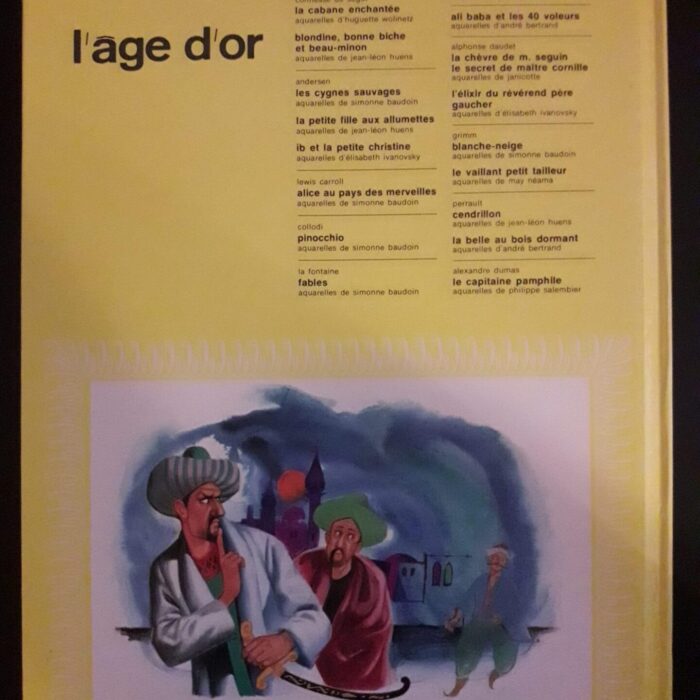 l'âge d'or
la cabane enchantée
aquarelles d'huguette wolinetz
blondine, bonne biche
et beau-minon
aquarelles de jean-léon huens
andersen
les cygnes sauvages
aquarelles de simonne baudoin
la petite fille aux allumettes
aquarelles de jean-léon huens
ib et la petite christine
aquarelles d'élisabeth ivanovsky
lewis carroll
alice au pays des merveilles
aquarelles de simonne baudoin
collodi
pinocchio
aquarelles de simonne baudoin
la fontaine
fables
aquarelles de simonne baudoin
ali baba et les 40 voleurs
aquarelles d'andré bertrand
alphonse daudet
la chèvre de m. seguin
le secret de maître cornille
aquarelles de janicotte
l'élixir du révérend père
gaucher
aquarelles d'élisabeth ivanovsky
grimm
blanche-neige
aquarelles de simonne baudoin
le vaillant petit tailleur
aquarelles de may néama
perrault
cendrillon
aquarelles de jean-léon huens
la belle au bois dormant
aquarelles d'andré bertrand
alexandre dumas
le capitaine pamphile
aquarelles de philippe salembier